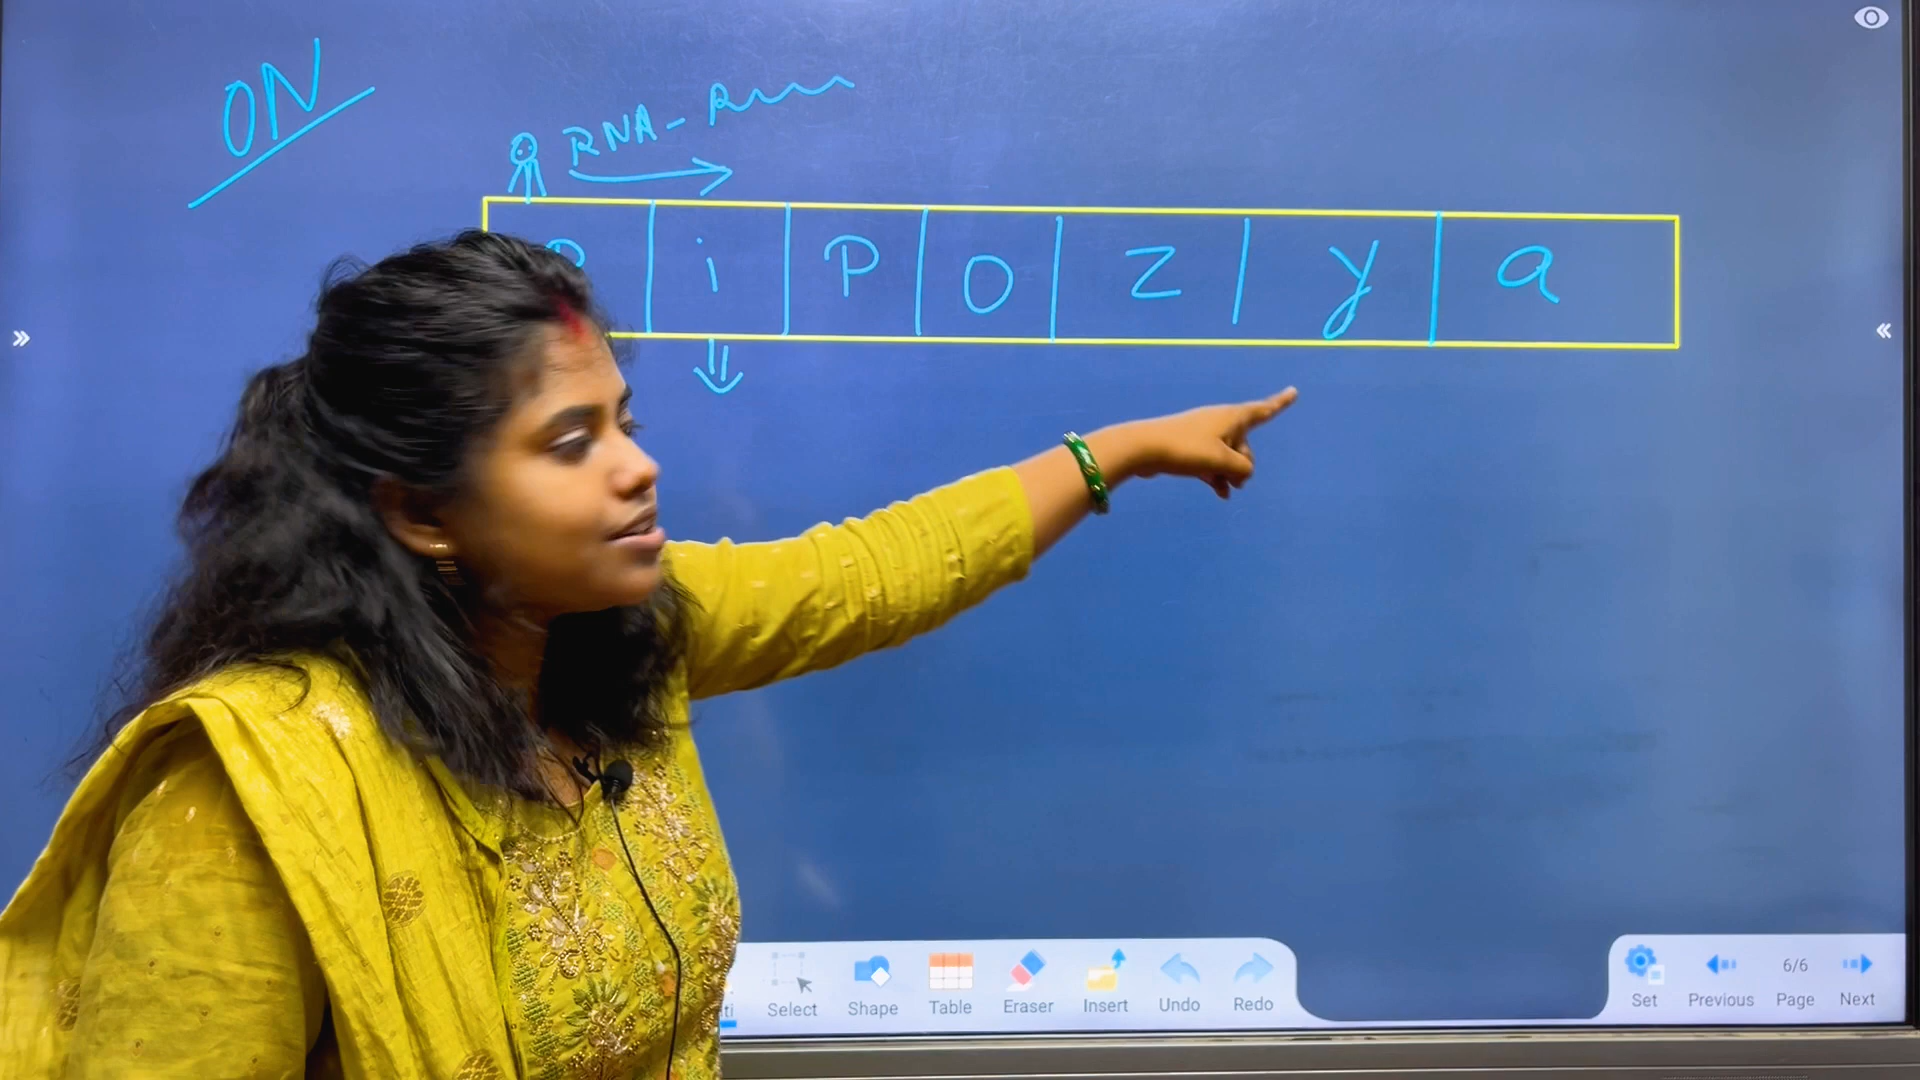 ON
RNA-
P i P O Z y a
Select Shape Table Eraser Insert Undo Redo
Set Previous 6/6 Page Next